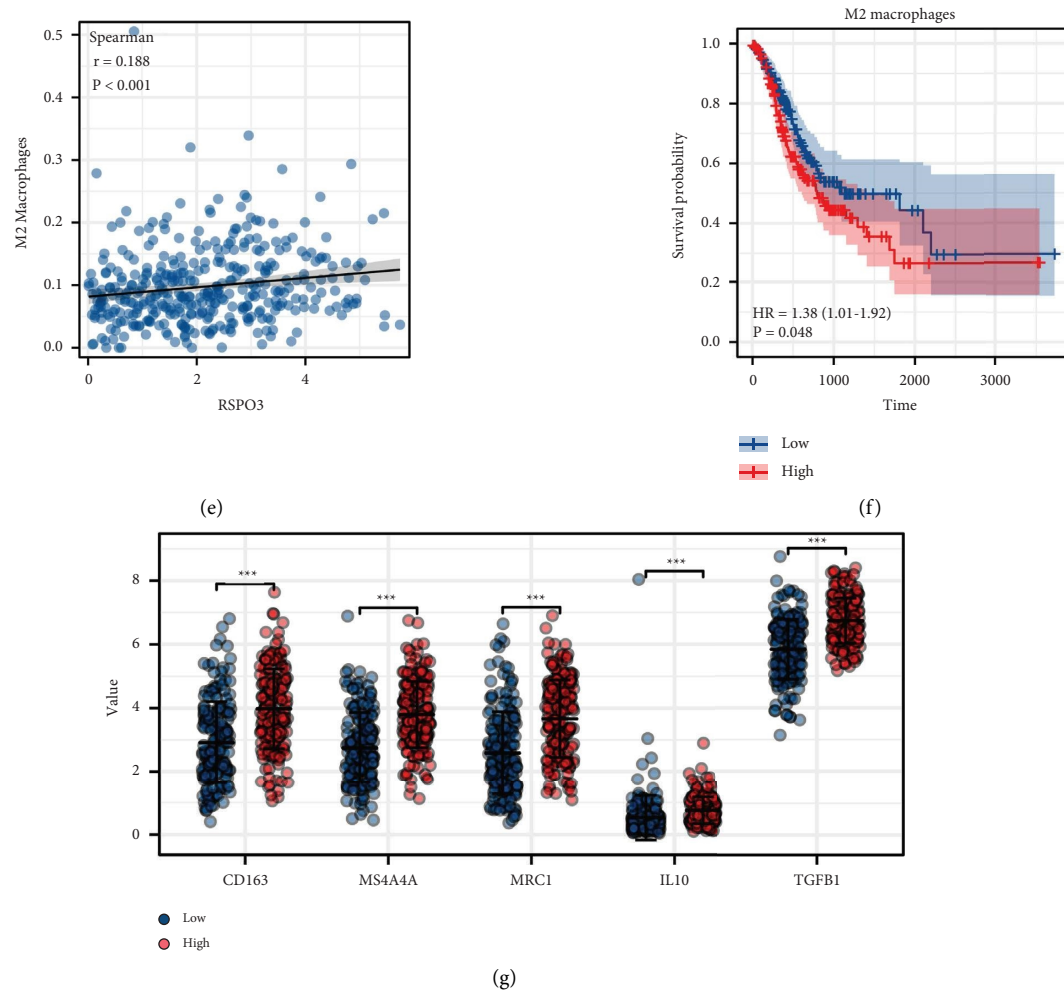 0.5
0.4
0.3
0.2
0.1
0.0
M2 Macrophages
Spearman
r = 0.188
P < 0.001
0 2 4
RSPO3
(e)
M2 macrophages
1.0
0.8
0.6
0.4
0.2
0.0
Survival probability
HR = 1.38 (1.01-1.92)
P = 0.048
0 1000 2000 3000
Time
Low
High
(f)
8
6
4
2
0
Value
*** *** *** *** ***
CD163 MS4A4A MRC1 IL10 TGFB1
Low
High
(g)